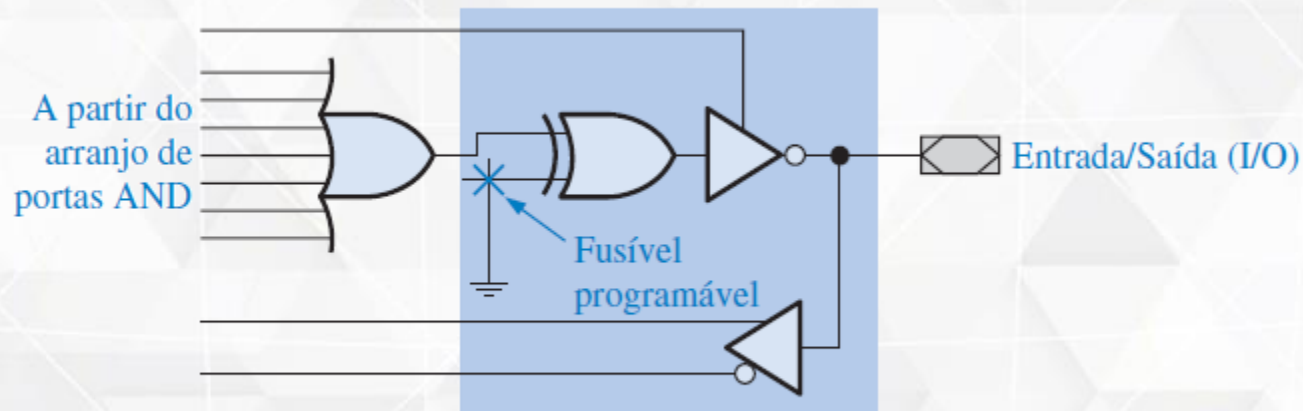 A partir do
arranjo de
portas AND
Entrada/Saída (I/O)
Fusível
programável